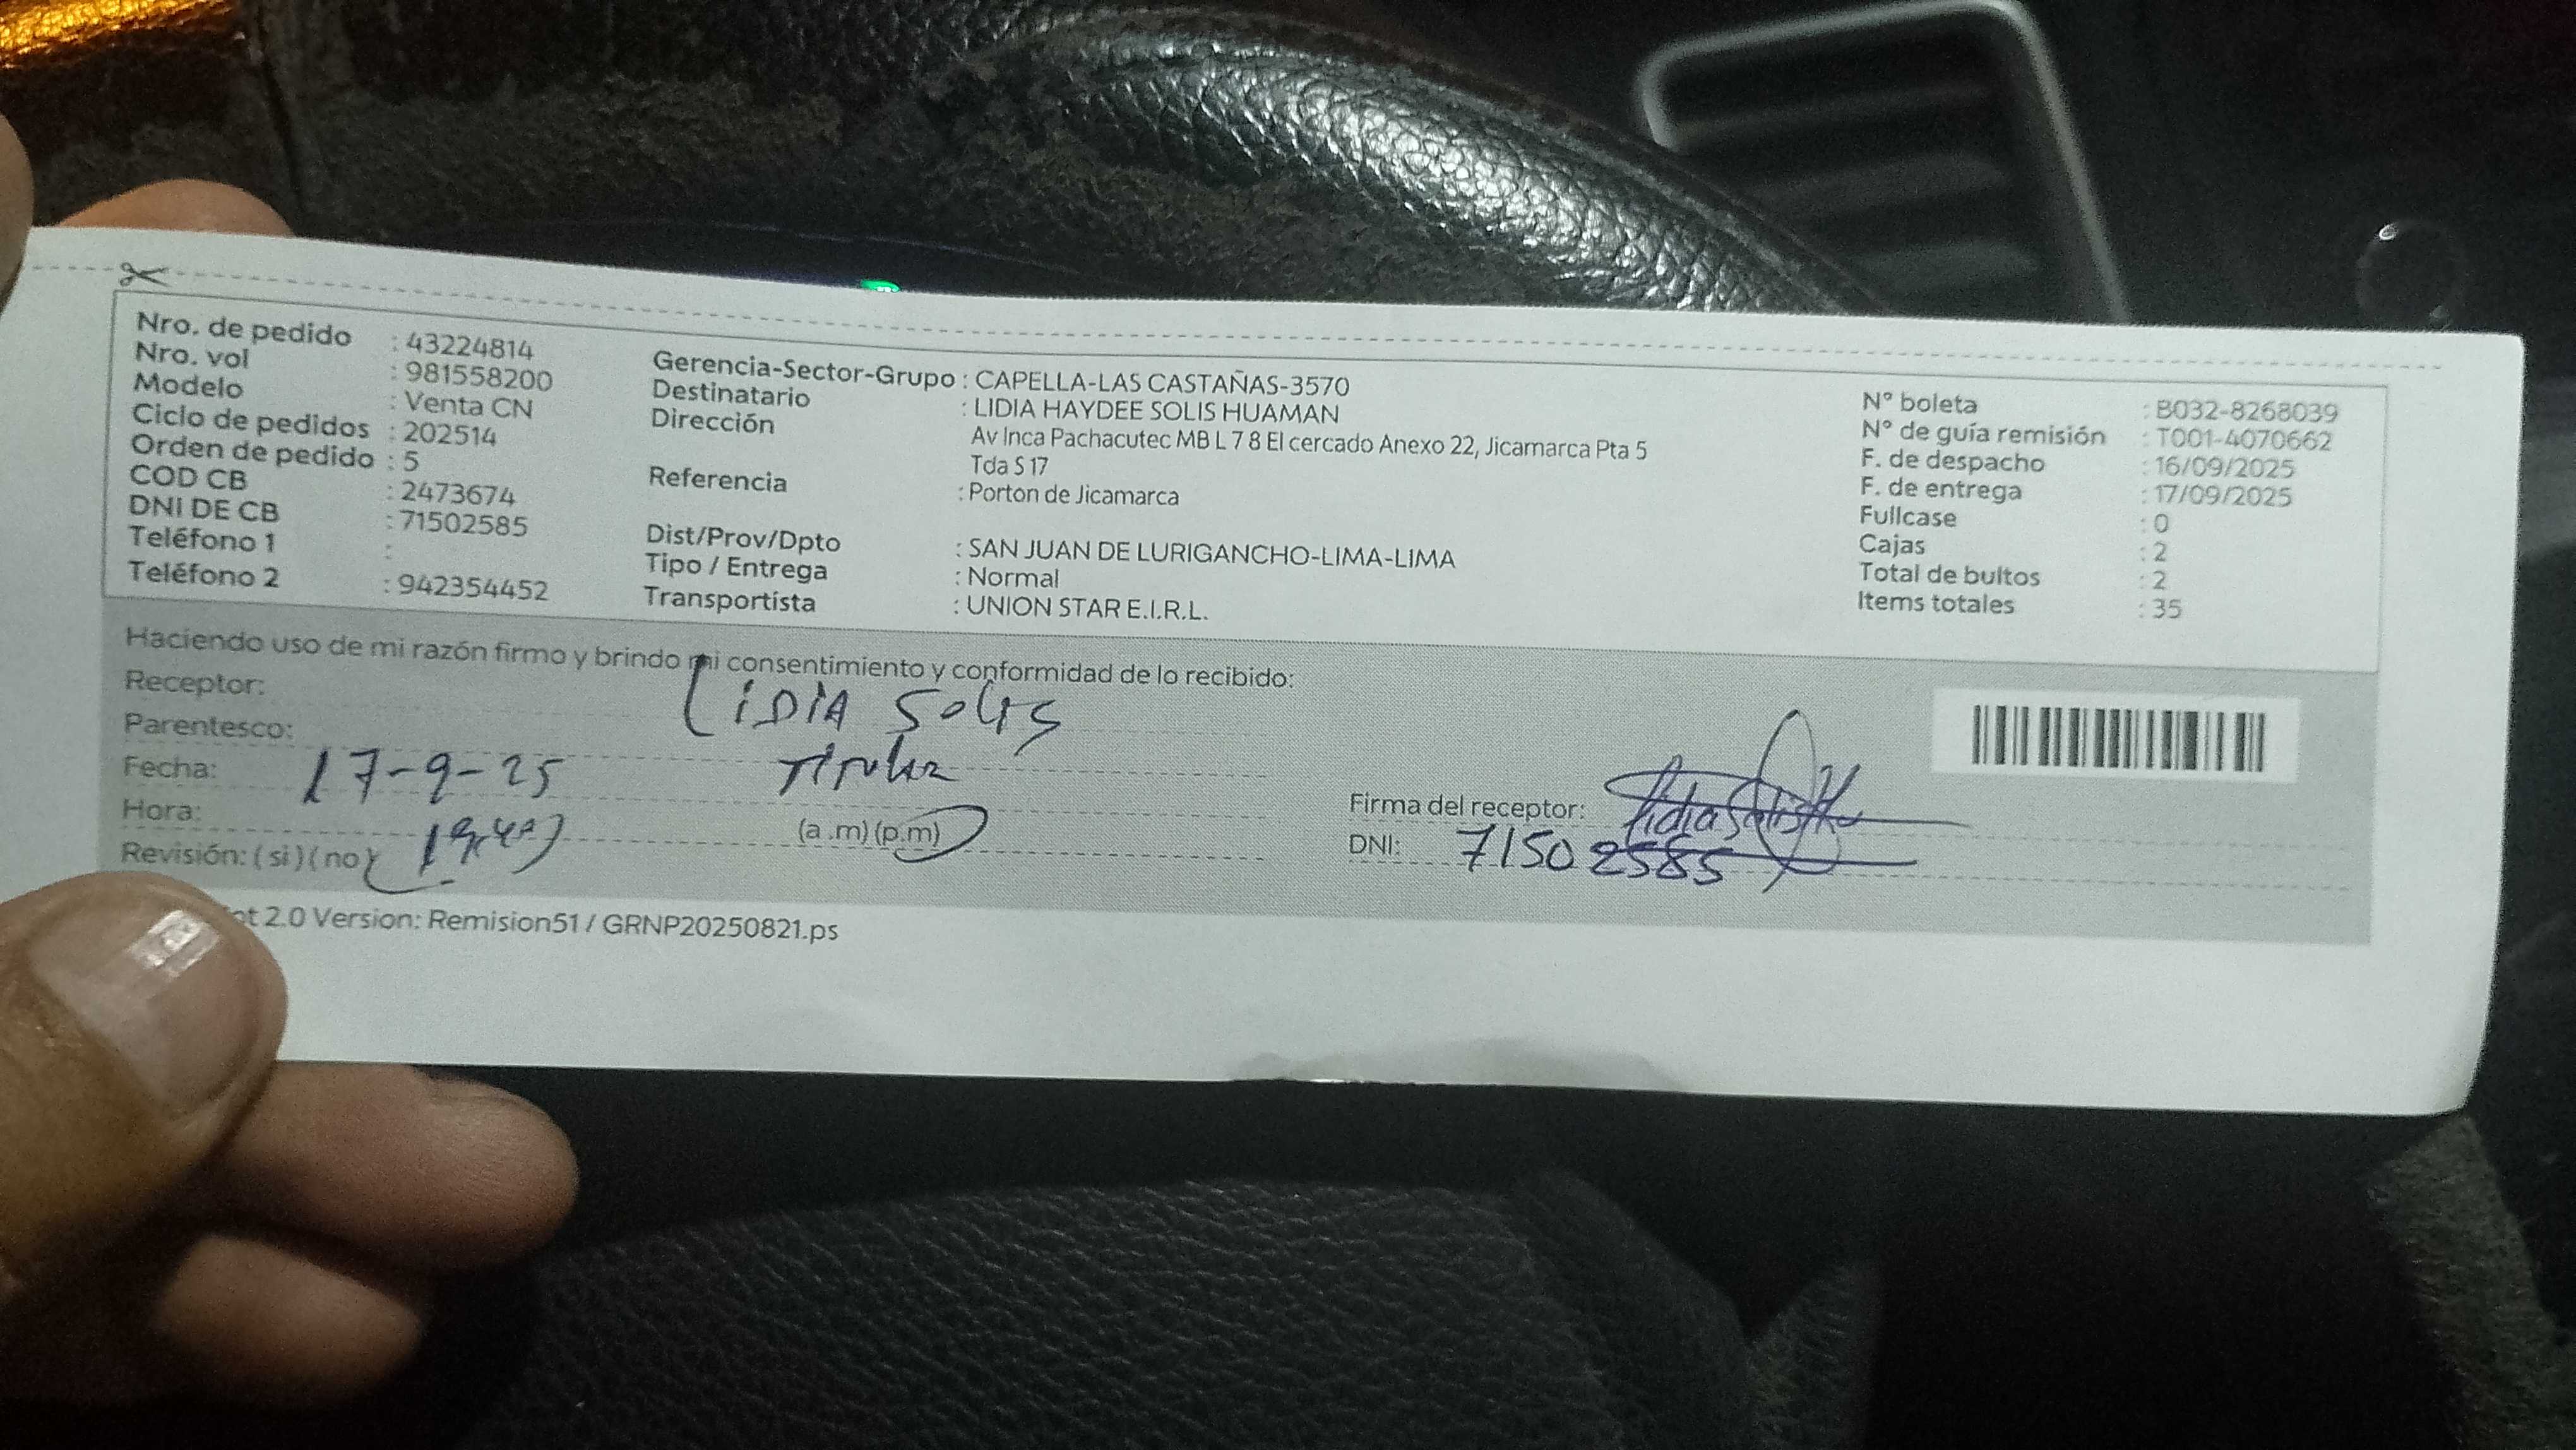 Nro. de pedido : 43224814
Nro. vol : 981558200
Modelo : Venta CN
Ciclo de pedidos : 202514
Orden de pedido : 5
COD CB : 2473674
DNI DE CB : 71502585
Teléfono 1 :
Teléfono 2 : 942354452
Gerencia-Sector-Grupo : CAPELLA-LAS CASTAÑAS-3570
Destinatario : LIDIA HAYDEE SOLIS HUAMAN
Dirección Av Inca Pachacutec MB L 7 8 El cercado Anexo 22, Jicamarca Pta 5
Tda S 17
Referencia : Porton de Jicamarca
Dist/Prov/Dpto : SAN JUAN DE LURIGANCHO-LIMA-LIMA
Tipo / Entrega : Normal
Transportista : UNION STAR E.I.R.L.
N° boleta : B032-8268039
N° de guía remisión : T001-4070662
F. de despacho : 16/09/2025
F. de entrega : 17/09/2025
Fullcase : 0
Cajas : 2
Total de bultos : 2
Items totales : 35
Haciendo uso de mi razón firmo y brindo mi consentimiento y conformidad de lo recibido:
Receptor: LIDIA SOLIS
Parentesco: Titular
Fecha: 17-9-25
Hora: (a .m) (p.m)
Revisión: ( si ) ( no )
Firma del receptor: Lidia Solis H
DNI: 71502585
2.0 Version: Remision51 / GRNP20250821.ps